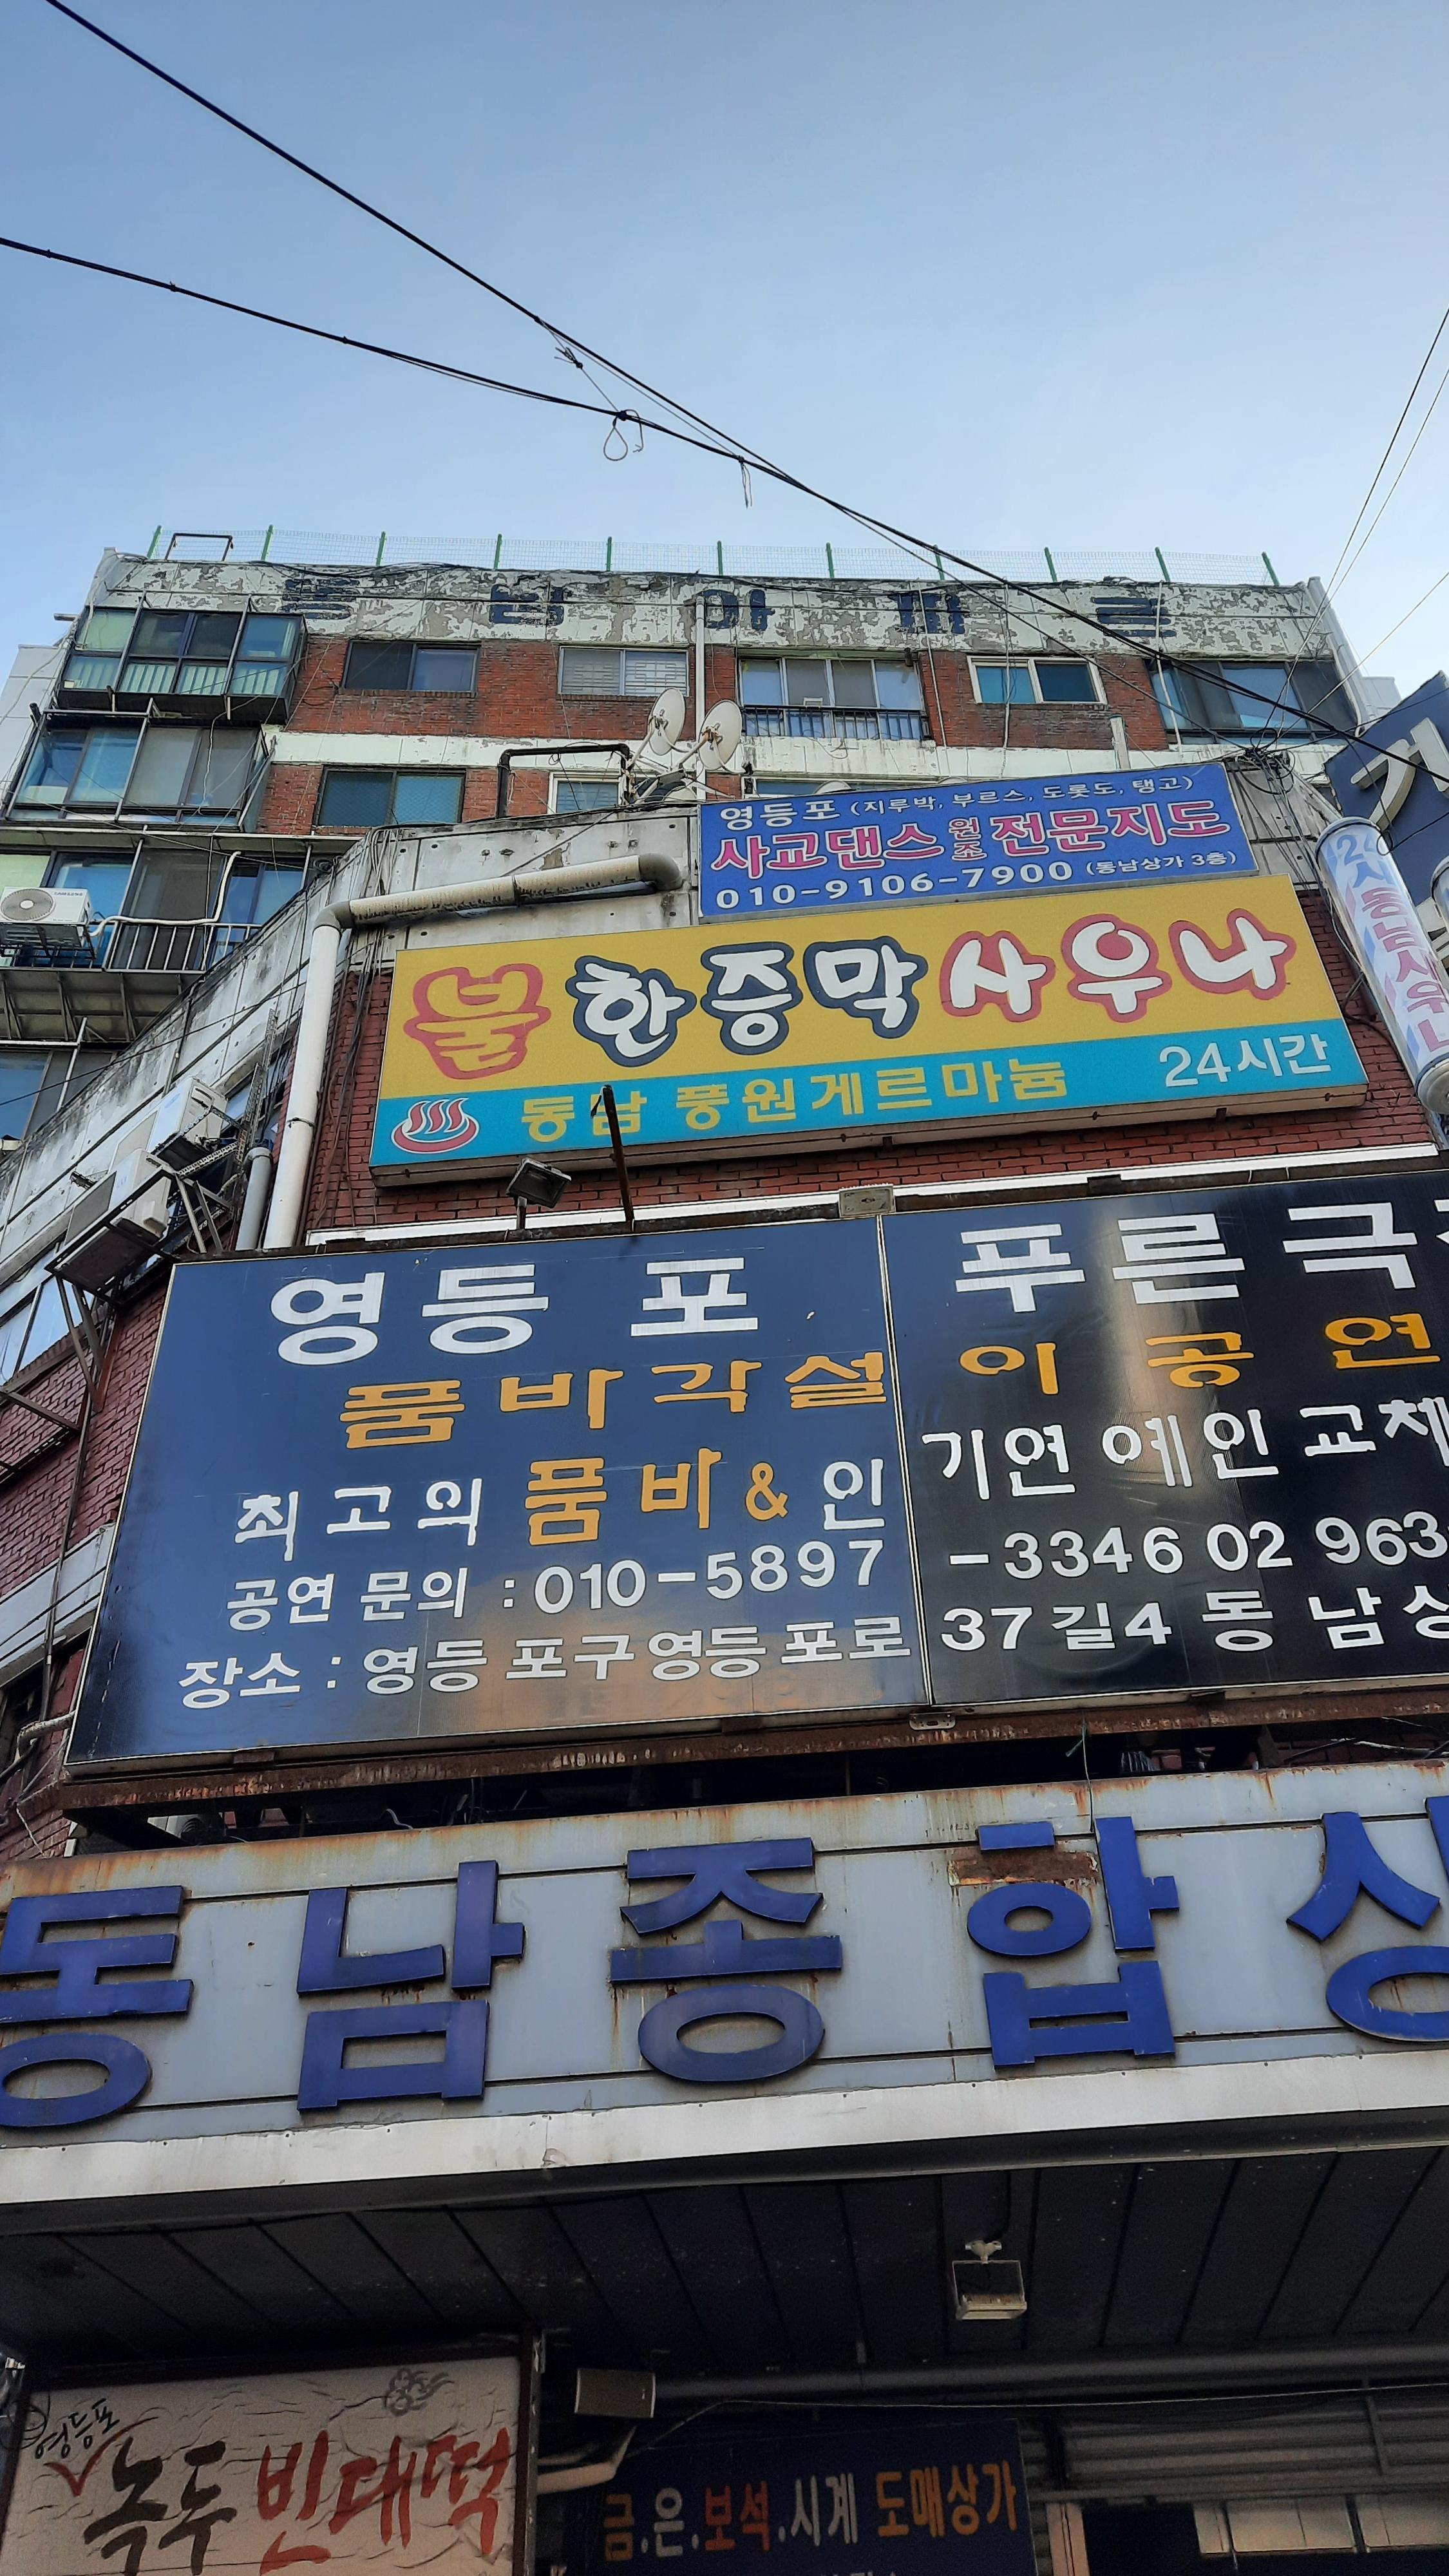 동남아파트
영등포 (지루박, 부르스, 도롯도, 탱고)
사교댄스 원조 전문지도
010-9106-7900 (동남상가 3층)
불한증막사우나
동남 풍원게르마늄 24시간
영등포 푸른극
품바각설이 공연
최고의 품바 & 인기연예인 교체
공연 문의 : 010-5897-3346 02 963
장소 : 영등포구 영등포로 37길4 동남상
동남종합상
영등포
녹두빈대떡
금.은.보석.시계 도매상가
SAMSUNG